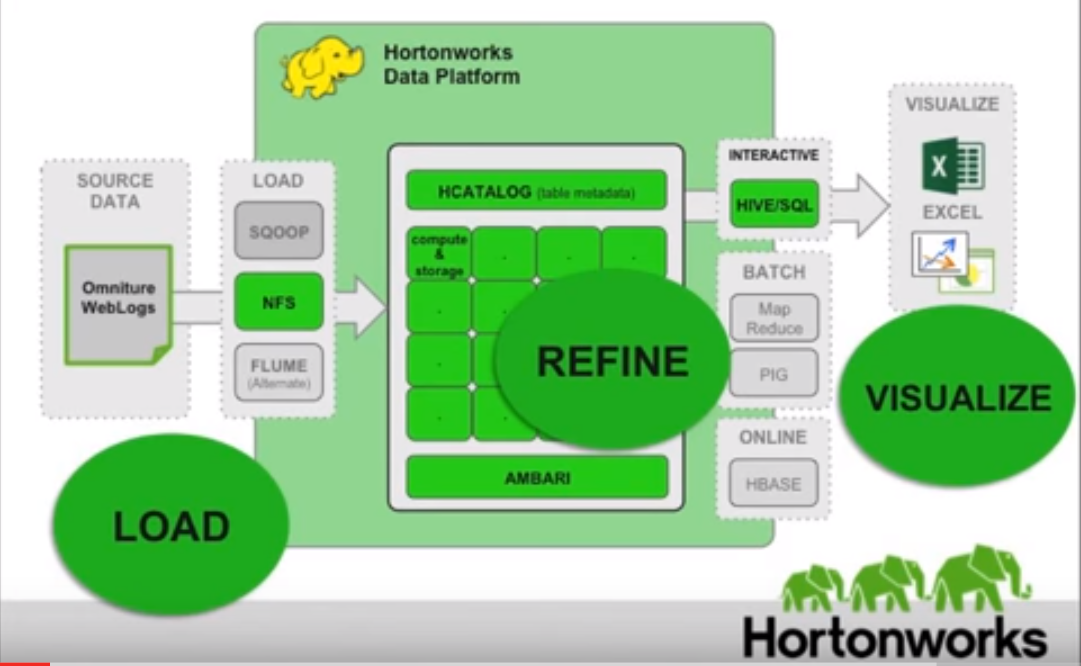 Hortonworks
Data Platform
SOURCE
DATA
Omniture
WebLogs
LOAD
SQOOP
NFS
FLUME
(Alternate)
HCATALOG (table metadata)
compute
&
storage
AMBARI
INTERACTIVE
HIVE/SQL
BATCH
Map
Reduce
PIG
ONLINE
HBASE
VISUALIZE
X
EXCEL
LOAD
REFINE
VISUALIZE
Hortonworks